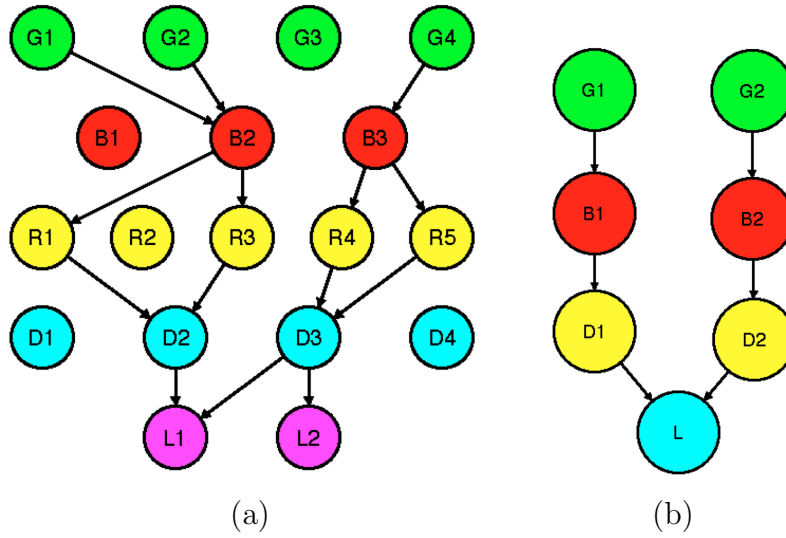 G1 G2 G3 G4
B1 B2 B3
R1 R2 R3 R4 R5
D1 D2 D3 D4
L1 L2
(a)
G1 G2
B1 B2
D1 D2
L
(b)